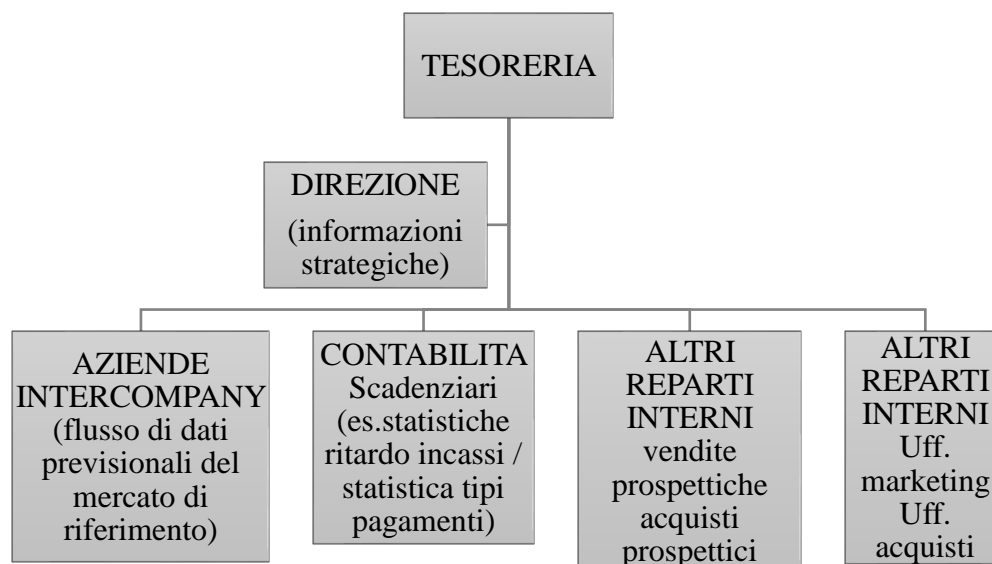 TESORERIA
DIREZIONE
(informazioni
strategiche)
AZIENDE
INTERCOMPANY
(flusso di dati
previsionali del
mercato di
riferimento)
CONTABILITA
Scadenziari
(es.statistiche
ritardo incassi /
statistica tipi
pagamenti)
ALTRI
REPARTI
INTERNI
vendite
prospettiche
acquisti
prospettici
ALTRI
REPARTI
INTERNI
Uff.
marketing
Uff.
acquisti